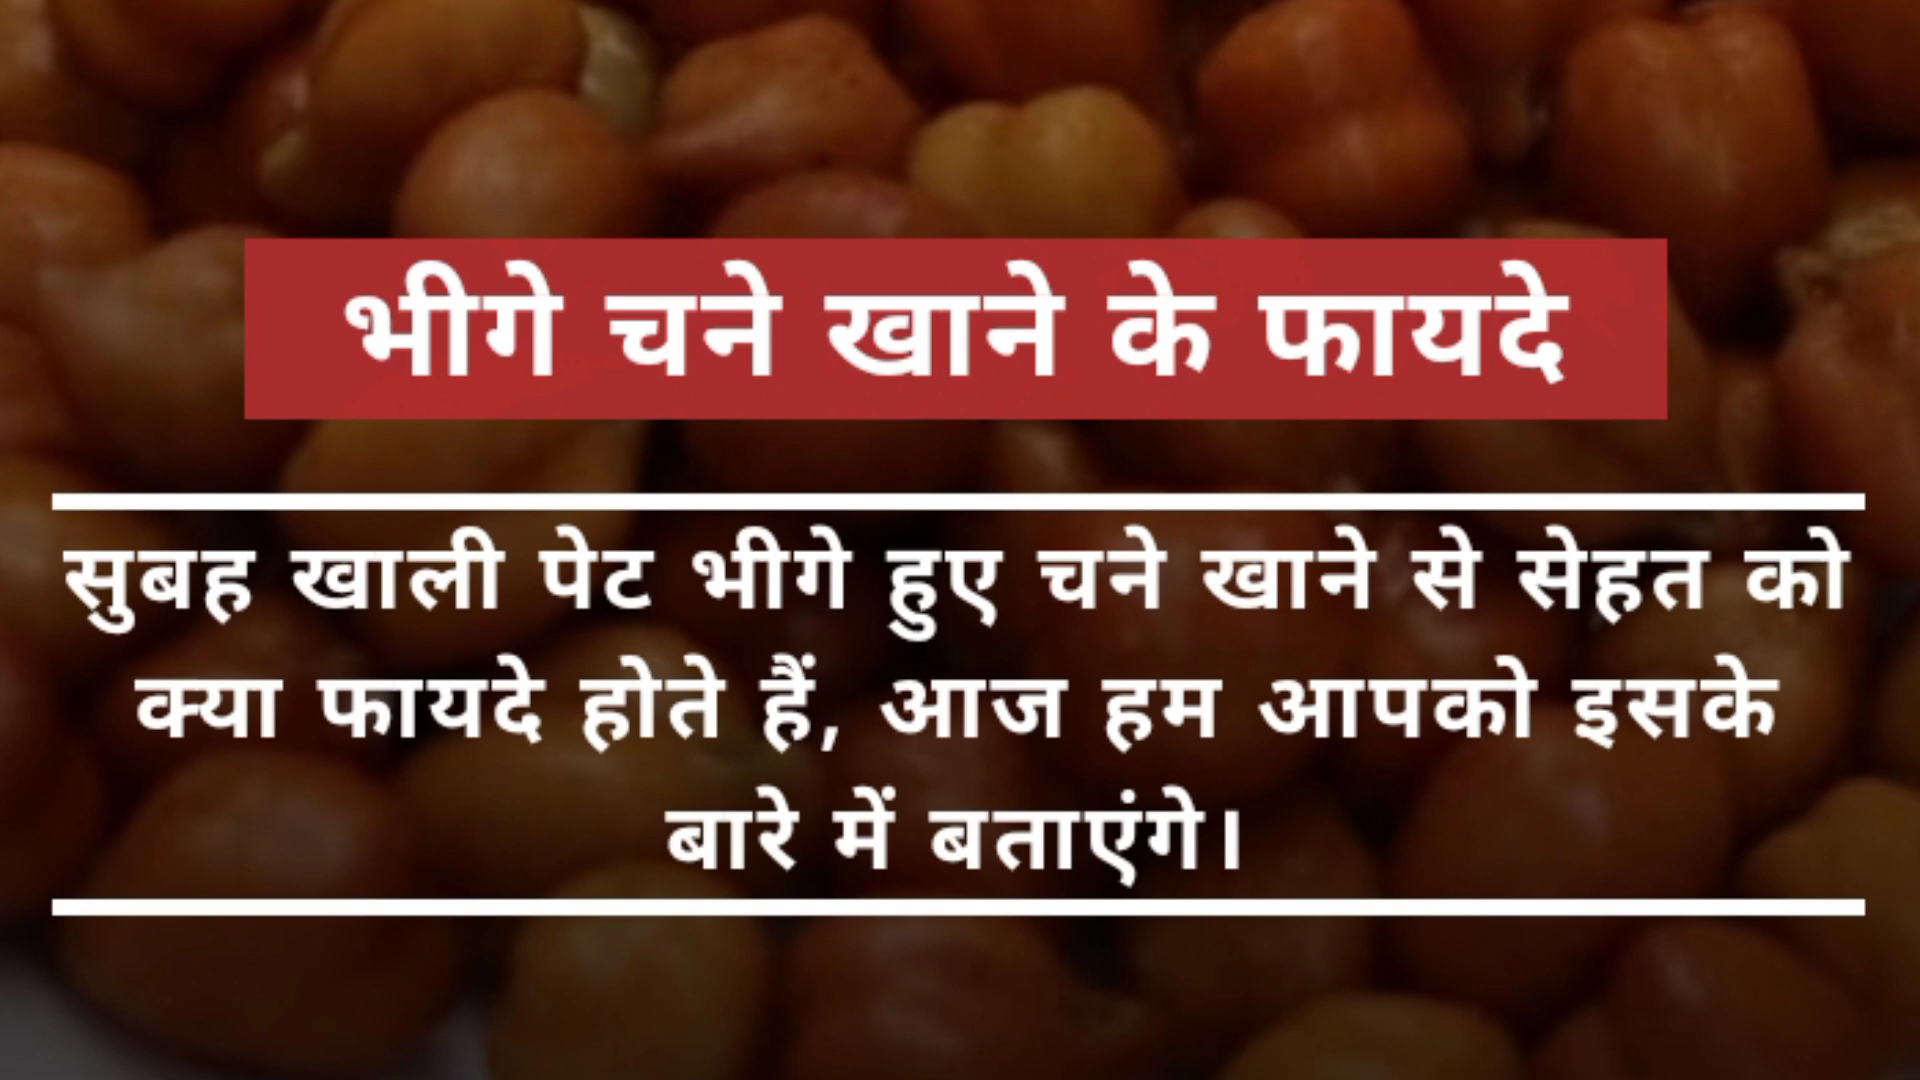 भीगे चने खाने के फायदे
सुबह खाली पेट भीगे हुए चने खाने से सेहत को
क्या फायदे होते हैं, आज हम आपको इसके
बारे में बताएंगे।